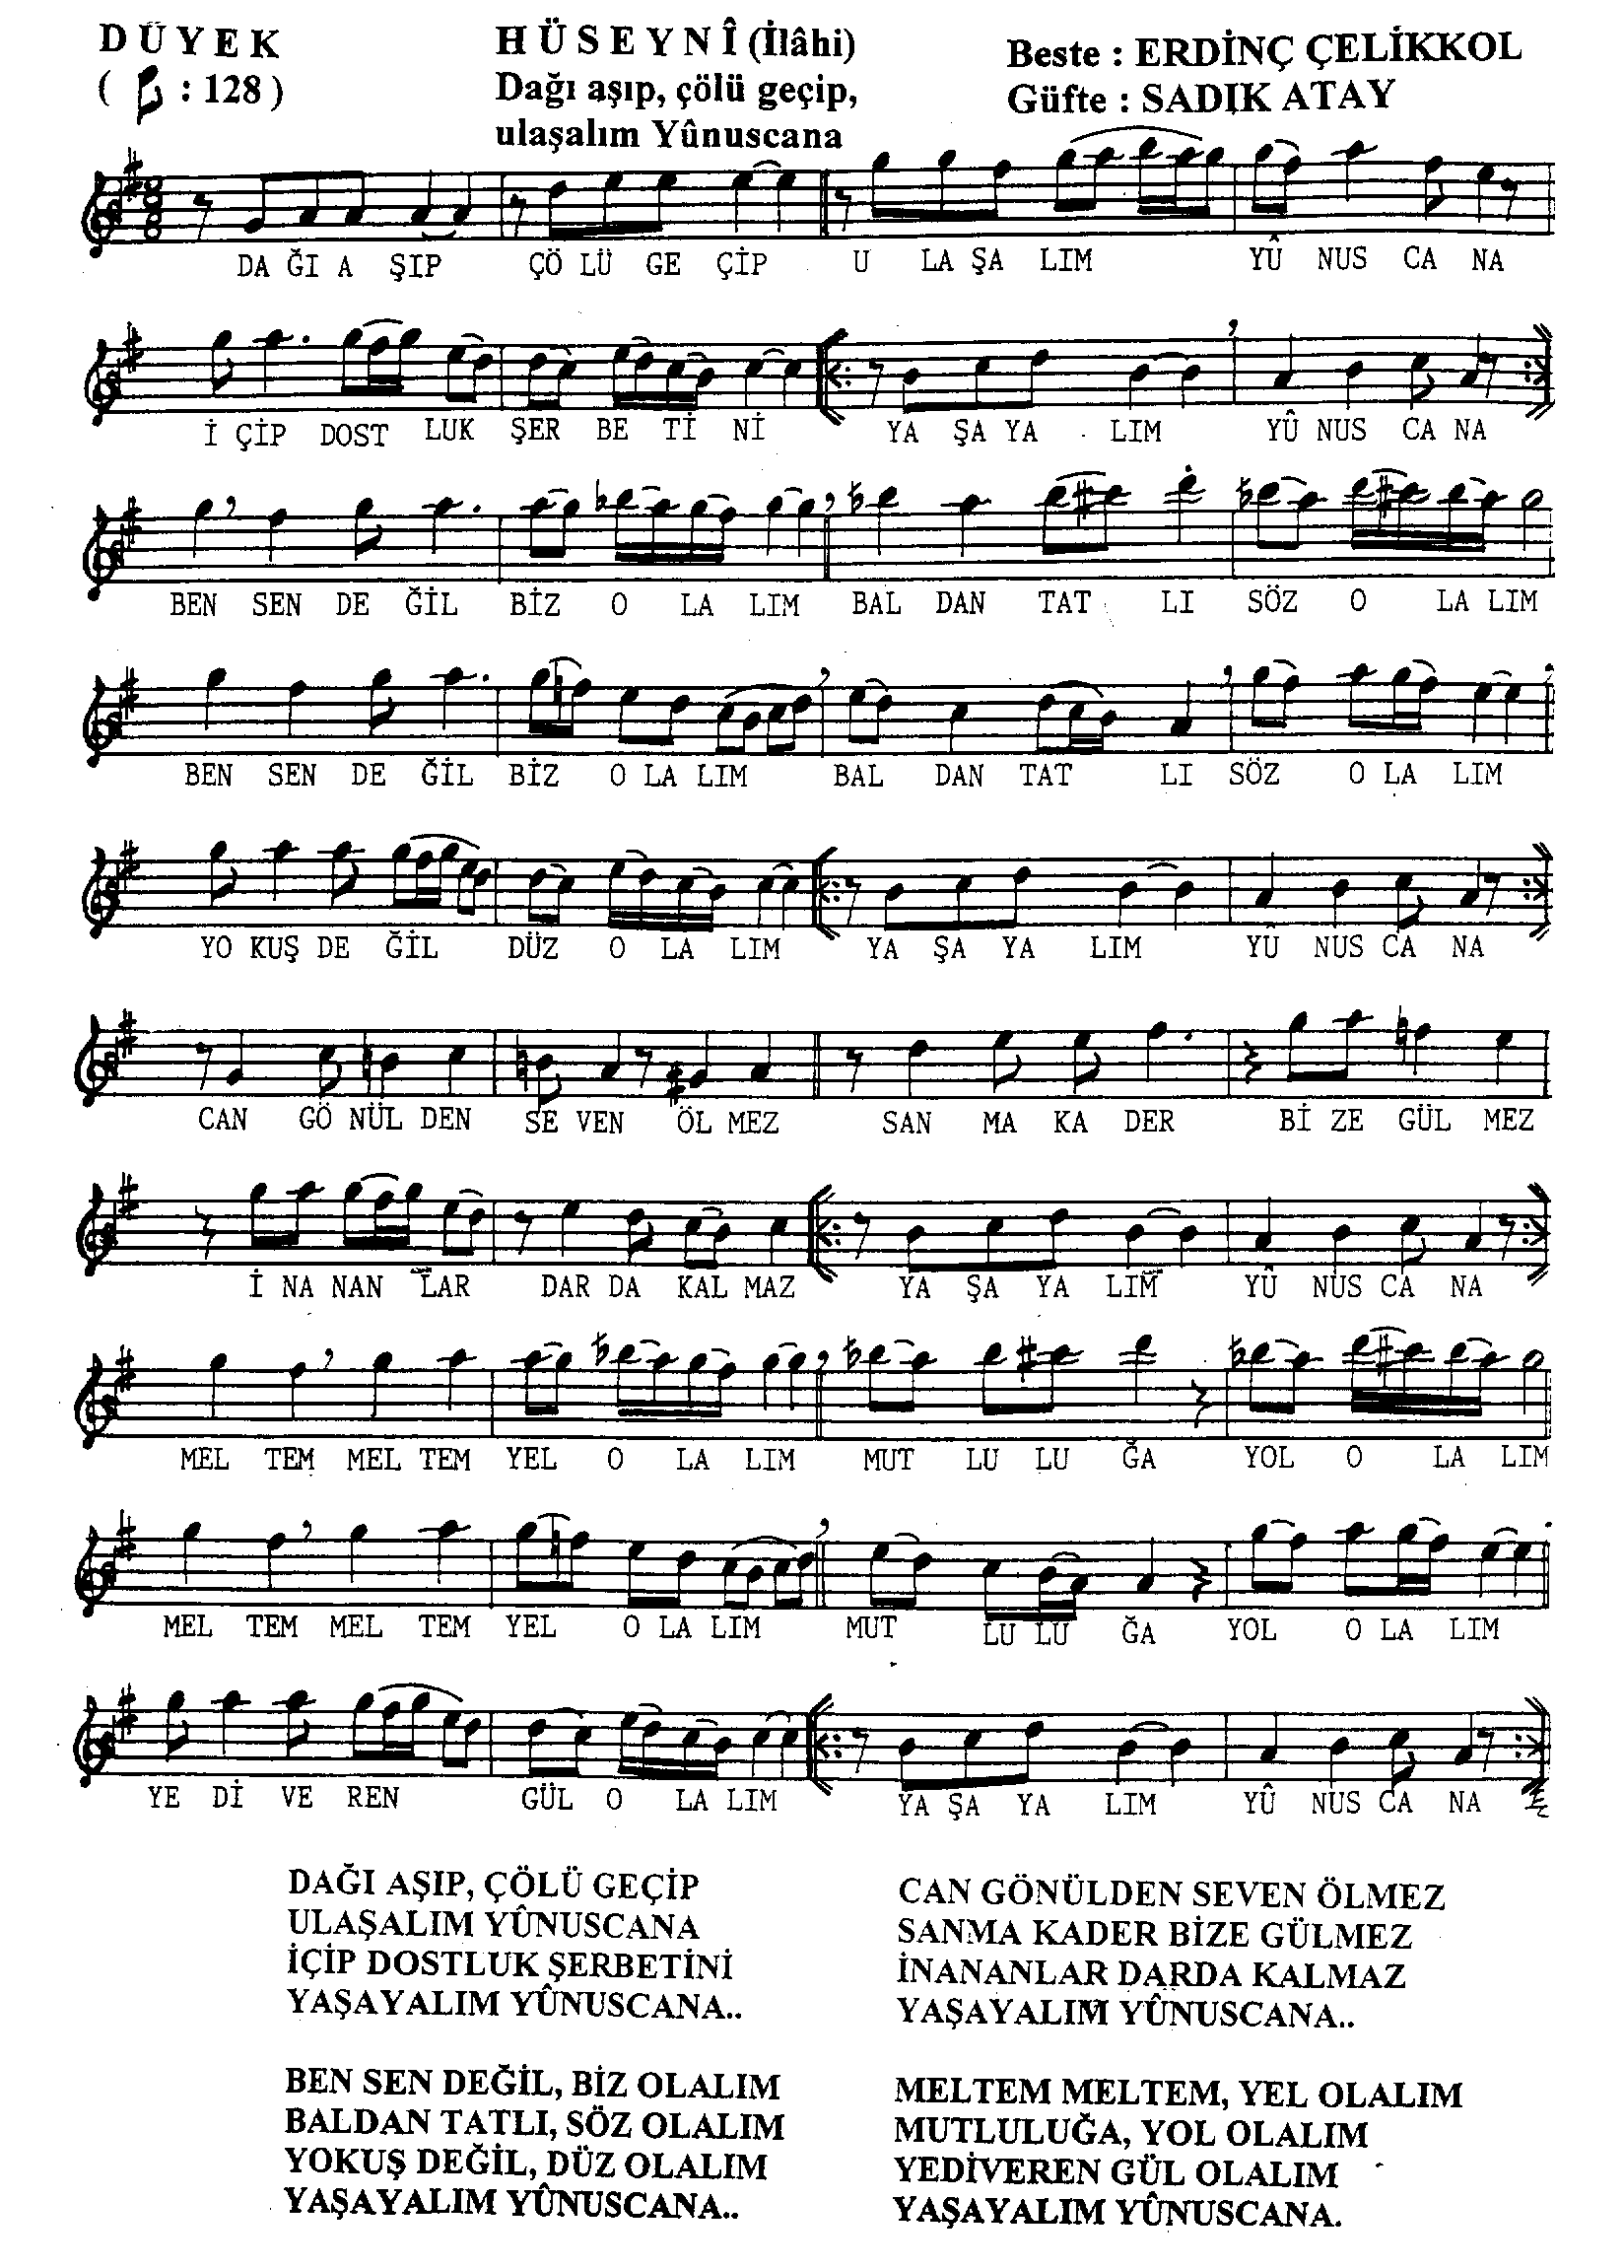 DÜYEK
( : 128 )
HÜSEYNÎ (İlâhi)
Dağı aşıp, çölü geçip,
ulaşalım Yûnuscana
Beste : ERDİNÇ ÇELİKKOL
Güfte : SADIK ATAY
DA ĞI A ŞIP ÇÖ LÜ GE ÇİP U LA ŞA LIM YÛ NUS CA NA
İ ÇİP DOST LUK ŞER BE Tİ Nİ YA ŞA YA LIM YÛ NUS CA NA
BEN SEN DE ĞİL BİZ O LA LIM BAL DAN TAT LI SÖZ O LA LIM
BEN SEN DE ĞİL BİZ O LA LIM BAL DAN TAT LI SÖZ O LA LIM
YO KUŞ DE ĞİL DÜZ O LA LIM YA ŞA YA LIM YÛ NUS CA NA
CAN GÖ NÜL DEN SE VEN ÖL MEZ SAN MA KA DER Bİ ZE GÜL MEZ
İ NA NAN LAR DAR DA KAL MAZ YA ŞA YA LIM YÛ NUS CA NA
MEL TEM MEL TEM YEL O LA LIM MUT LU LU ĞA YOL O LA LIM
MEL TEM MEL TEM YEL O LA LIM MUT LU LU ĞA YOL O LA LIM
YE Dİ VE REN GÜL O LA LIM YA ŞA YA LIM YÛ NUS CA NA
DAĞI AŞIP, ÇÖLÜ GEÇİP
ULAŞALIM YÛNUSCANA
İÇİP DOSTLUK ŞERBETİNİ
YAŞAYALIM YÛNUSCANA..
BEN SEN DEĞİL, BİZ OLALIM
BALDAN TATLI, SÖZ OLALIM
YOKUŞ DEĞİL, DÜZ OLALIM
YAŞAYALIM YÛNUSCANA..
CAN GÖNÜLDEN SEVEN ÖLMEZ
SANMA KADER BİZE GÜLMEZ
İNANANLAR DARDA KALMAZ
YAŞAYALIM YÛNUSCANA..
MELTEM MELTEM, YEL OLALIM
MUTLULUĞA, YOL OLALIM
YEDİVEREN GÜL OLALIM
YAŞAYALIM YÛNUSCANA.